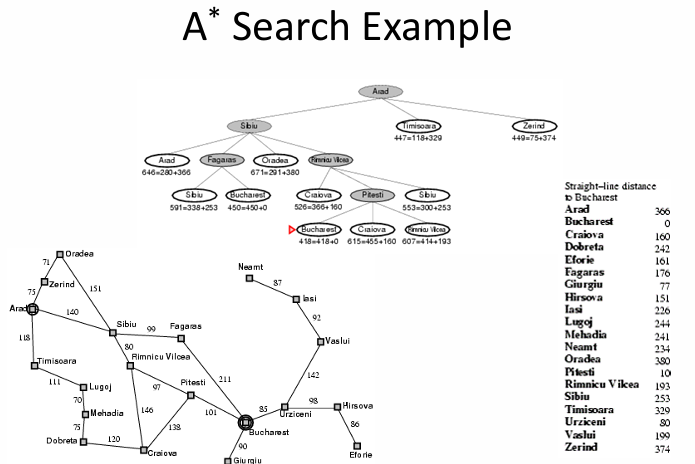 A* Search Example
Arad
Sibiu
Timisoara
Zerind
447=118+329
449=75+374
Arad
Fagaras
Oradea
Rimnicu Vilcea
646=280+366
671=291+380
Sibiu
Bucharest
Craiova
Pitesti
Sibiu
591=338+253
450=450+0
526=366+160
553=300+253
Bucharest
Craiova
Rimnicu Vilcea
418=418+0
615=455+160
607=414+193
Straight–line distance
to Bucharest
Arad 366
Bucharest 0
Craiova 160
Dobreta 242
Eforie 161
Fagaras 176
Giurgiu 77
Hirsova 151
Iasi 226
Lugoj 244
Mehadia 241
Neamt 234
Oradea 380
Pitesti 10
Rimnicu Vilcea 193
Sibiu 253
Timisoara 329
Urziceni 80
Vaslui 199
Zerind 374
Oradea
71
Zerind
75
151
Arad
140
118
Sibiu
99
Fagaras
80
Timisoara
Rimnicu Vilcea
111
Lugoj
97
Pitesti
211
70
Mehadia
146
101
75
138
Dobreta
120
Craiova
Neamt
87
Iasi
92
Vaslui
142
85
98
Hirsova
Urziceni
86
Bucharest
90
Eforie
Giurgiu